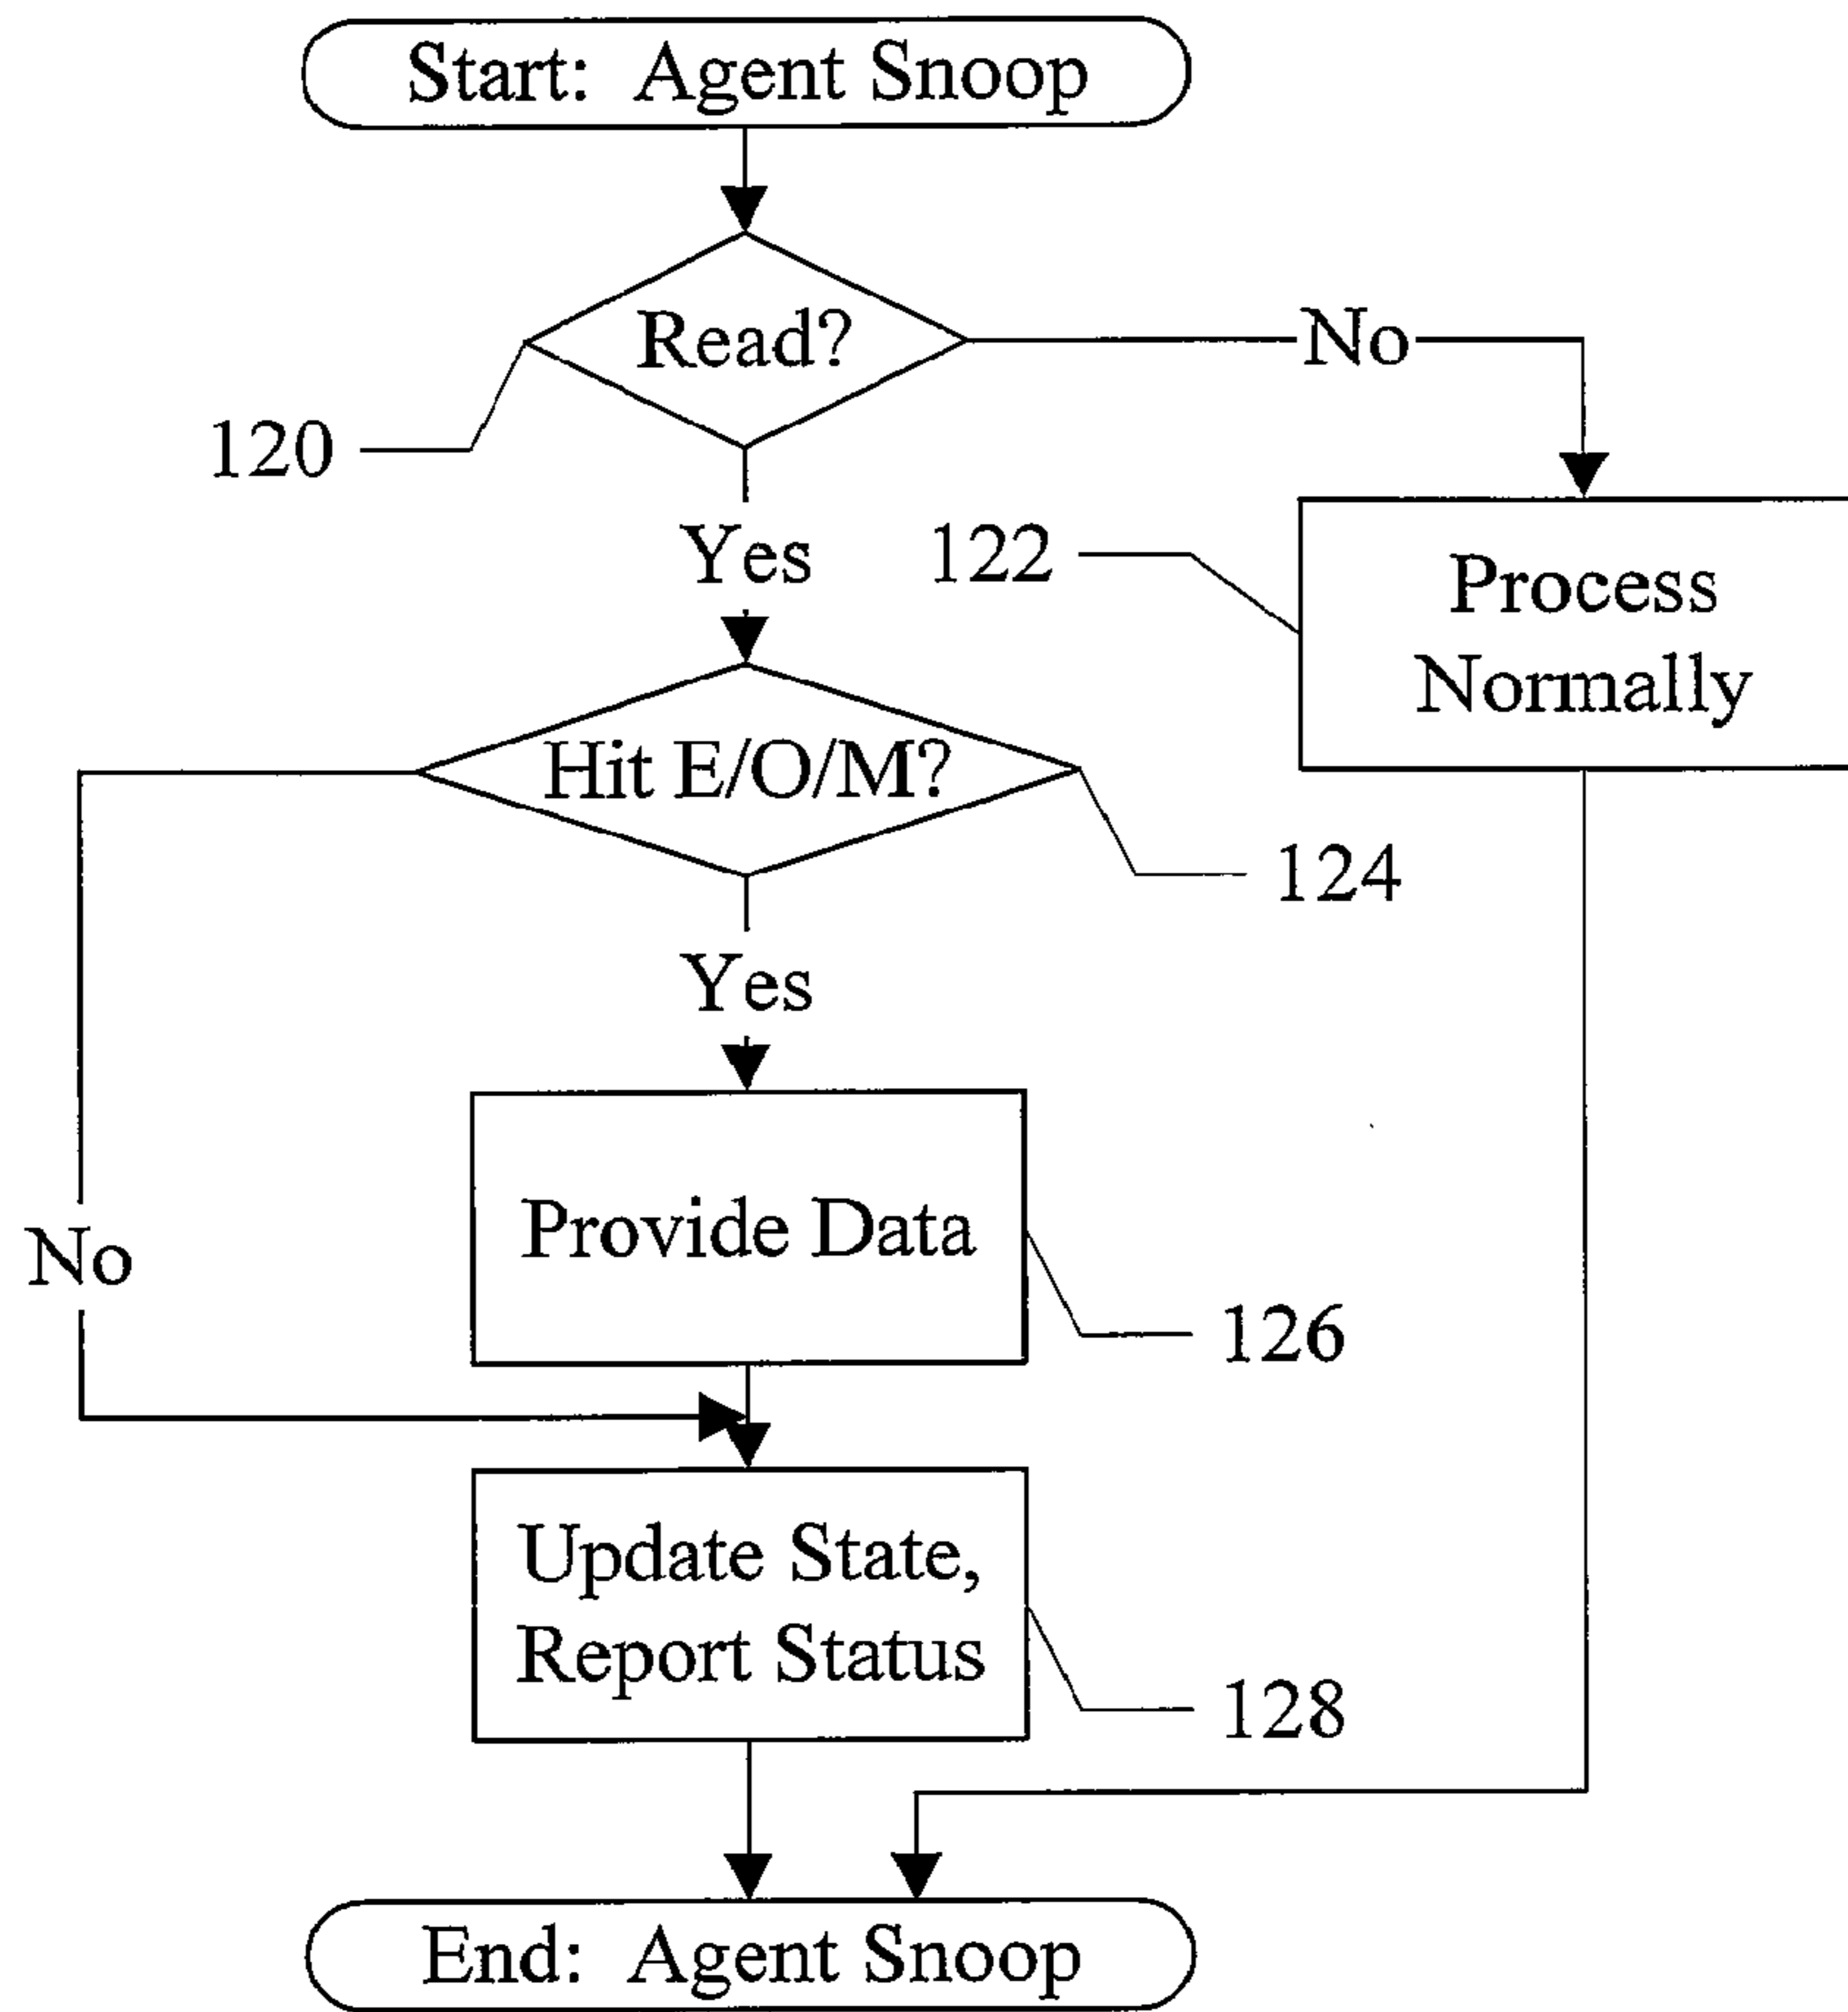 Start: Agent Snoop
Read?
No
120
Yes
122
Process
Normally
Hit E/O/M?
124
Yes
Provide Data
No
126
Update State,
Report Status
128
End: Agent Snoop